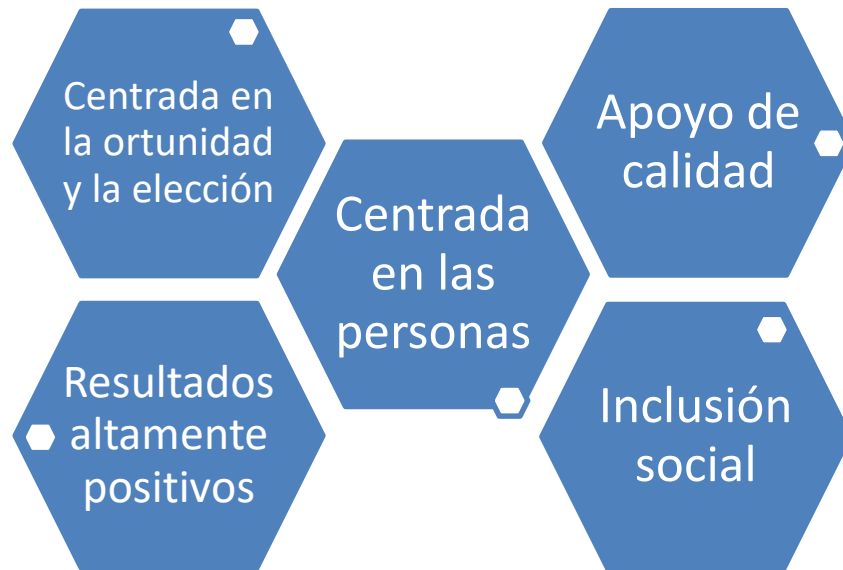 Centrada en
la ortunidad
y la elección
Apoyo de
calidad
Centrada
en las
personas
Resultados
altamente
positivos
Inclusión
social